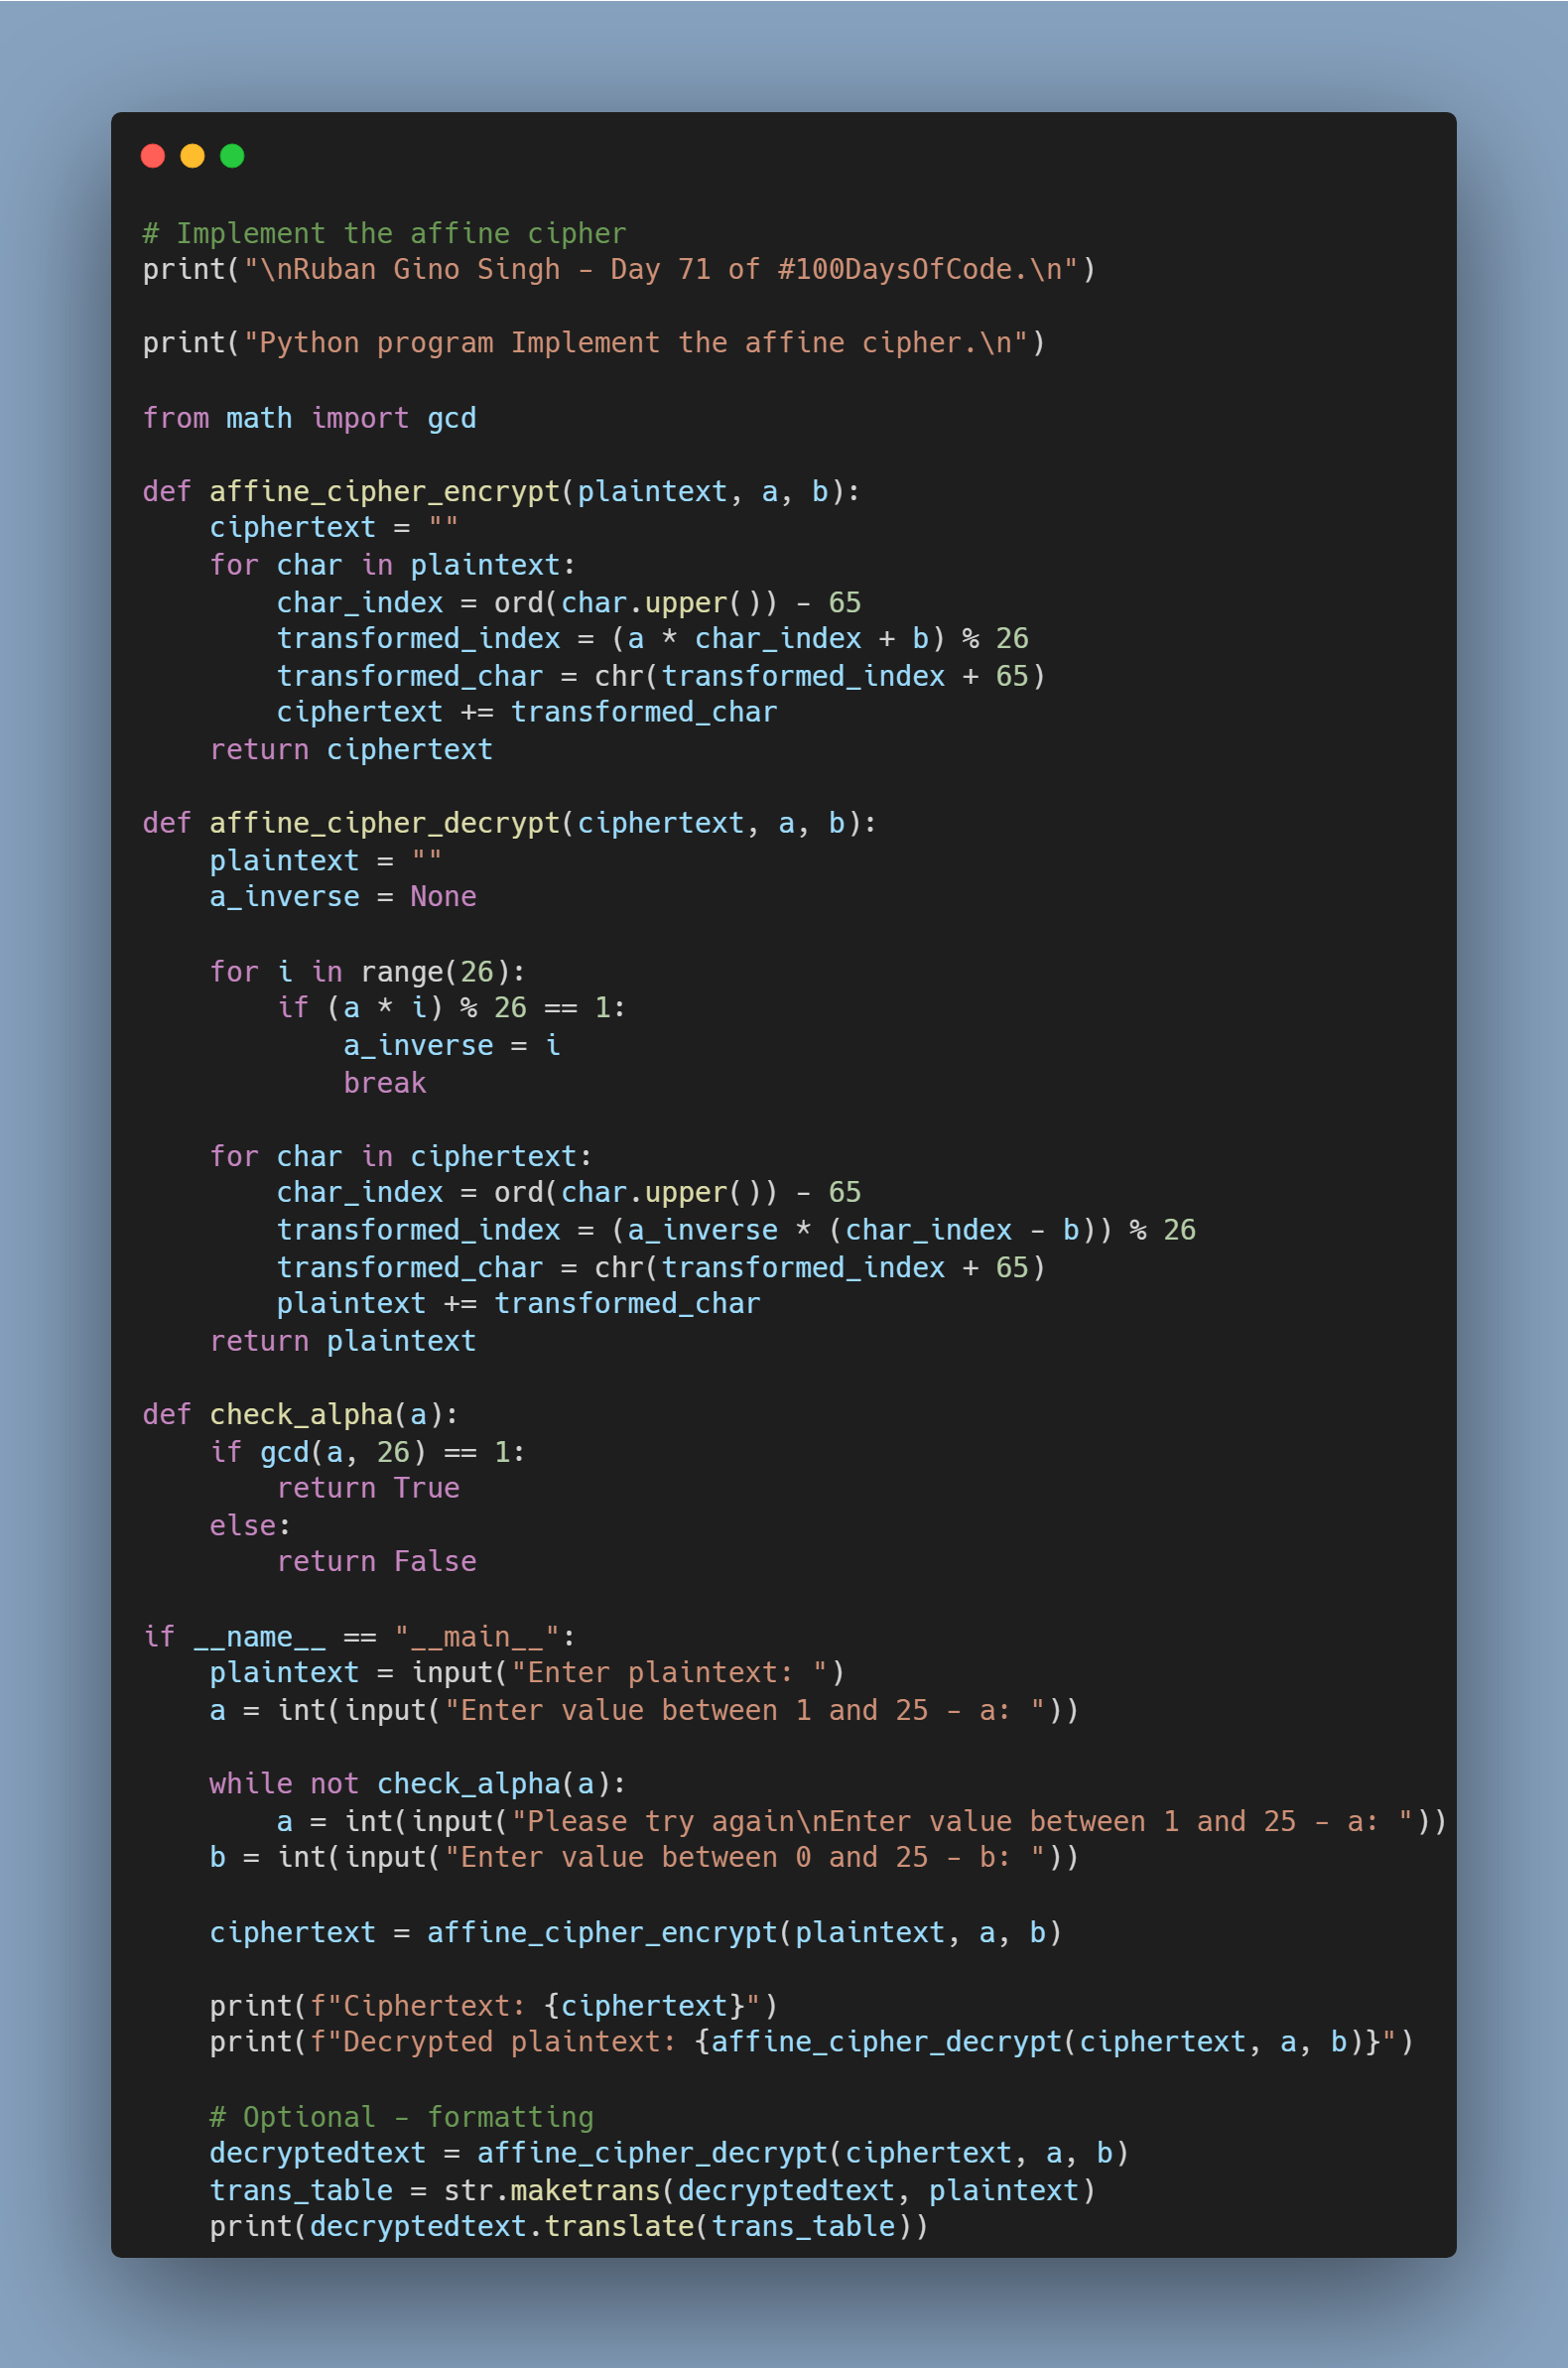 # Implement the affine cipher
print("\nRuban Gino Singh - Day 71 of #100DaysOfCode.\n")

print("Python program Implement the affine cipher.\n")

from math import gcd

def affine_cipher_encrypt(plaintext, a, b):
    ciphertext = ""
    for char in plaintext:
        char_index = ord(char.upper()) - 65
        transformed_index = (a * char_index + b) % 26
        transformed_char = chr(transformed_index + 65)
        ciphertext += transformed_char
    return ciphertext

def affine_cipher_decrypt(ciphertext, a, b):
    plaintext = ""
    a_inverse = None

    for i in range(26):
        if (a * i) % 26 == 1:
            a_inverse = i
            break

    for char in ciphertext:
        char_index = ord(char.upper()) - 65
        transformed_index = (a_inverse * (char_index - b)) % 26
        transformed_char = chr(transformed_index + 65)
        plaintext += transformed_char
    return plaintext

def check_alpha(a):
    if gcd(a, 26) == 1:
        return True
    else:
        return False

if __name__ == "__main__":
    plaintext = input("Enter plaintext: ")
    a = int(input("Enter value between 1 and 25 - a: "))

    while not check_alpha(a):
        a = int(input("Please try again\nEnter value between 1 and 25 - a: "))
    b = int(input("Enter value between 0 and 25 - b: "))

    ciphertext = affine_cipher_encrypt(plaintext, a, b)

    print(f"Ciphertext: {ciphertext}")
    print(f"Decrypted plaintext: {affine_cipher_decrypt(ciphertext, a, b)}")

    # Optional - formatting
    decryptedtext = affine_cipher_decrypt(ciphertext, a, b)
    trans_table = str.maketrans(decryptedtext, plaintext)
    print(decryptedtext.translate(trans_table))